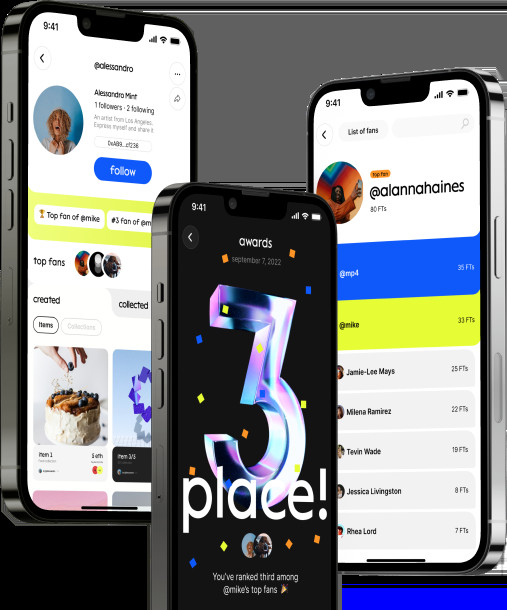 9:41
@alessandro
Alessandro Mint
1 followers · 2 following
An artist from Los Angeles.
Express myself and share it
0xAB9...cf236
follow
🏆 Top fan of @mike
#3 fan of @m
top fans
created
collected
Items
Collections
item 1
5 eth
item 3/3
9:41
List of fans
top fan
@alannahaines
80 FTs
@mp4
35 FTs
@mike
33 FTs
Jamie-Lee Mays
25 FTs
Milena Ramirez
22 FTs
Tevin Wade
19 FTs
Jessica Livingston
8 FTs
Rhea Lord
7 FTs
9:41
awards
september 7, 2022
3
place!
You've ranked third among
@mike's top fans 🎉